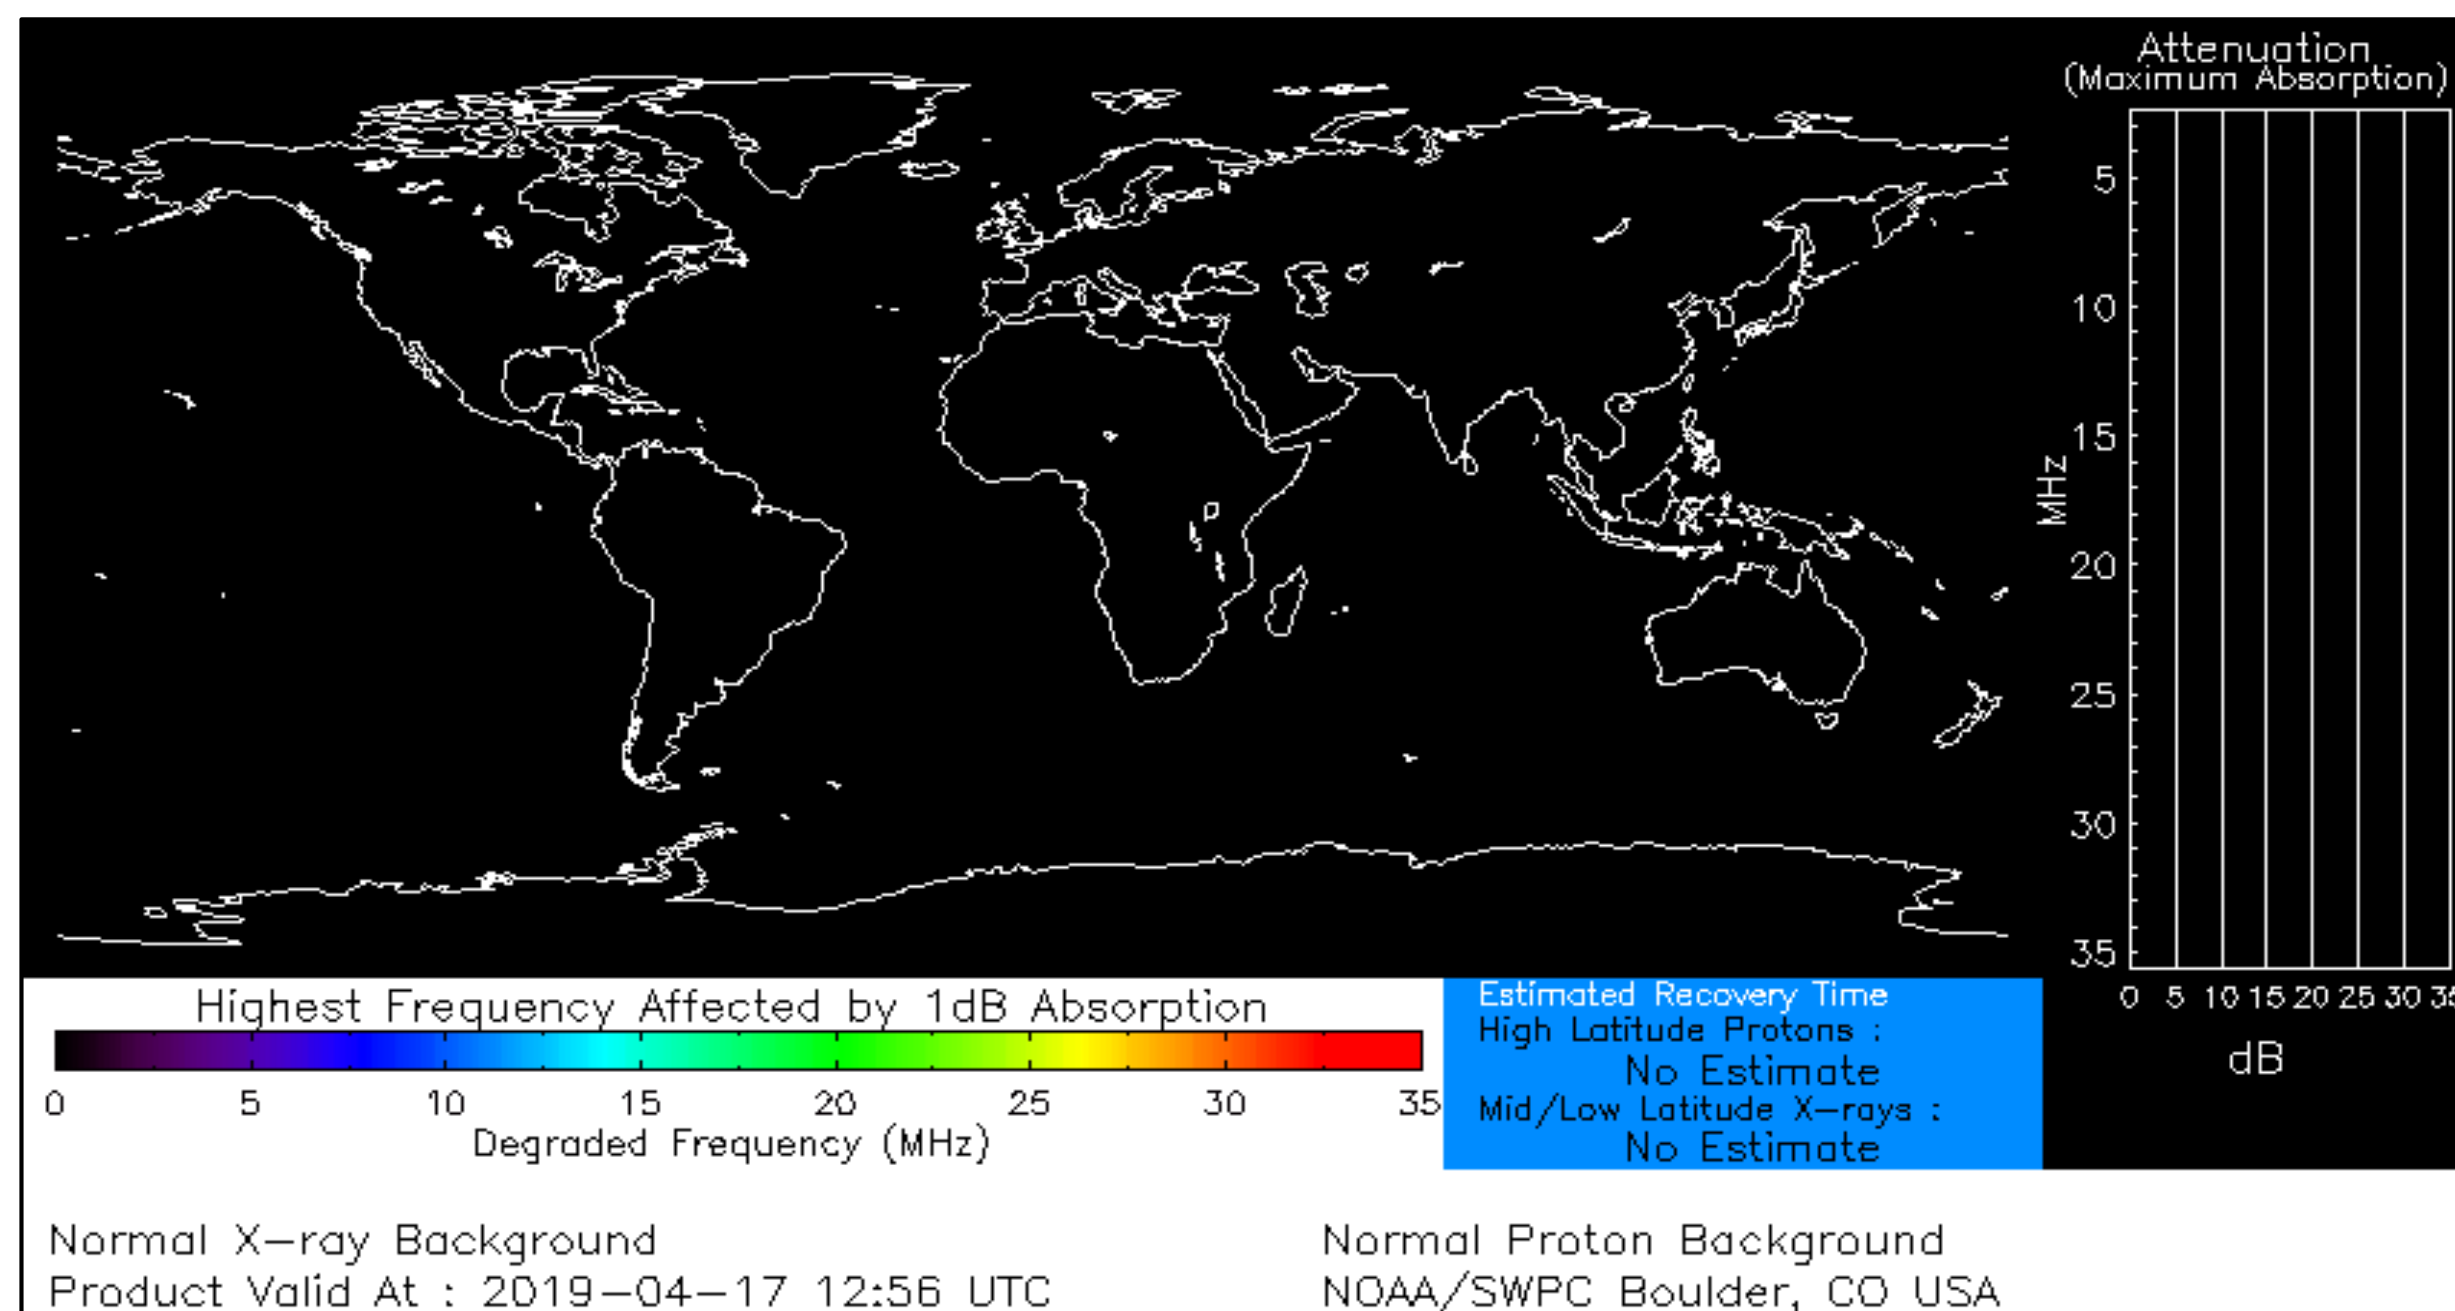 Attenuation
(Maximum Absorption)
5
10
15
20
25
30
35
MHz
0 5 10 15 20 25 30
dB
Highest Frequency Affected by 1dB Absorption
0 5 10 15 20 25 30 35
Degraded Frequency (MHz)
Estimated Recovery Time
High Latitude Protons :
No Estimate
Mid/Low Latitude X-rays :
No Estimate
Normal X-ray Background
Normal Proton Background
Product Valid At : 2019-04-17 12:56 UTC
NOAA/SWPC Boulder, CO USA